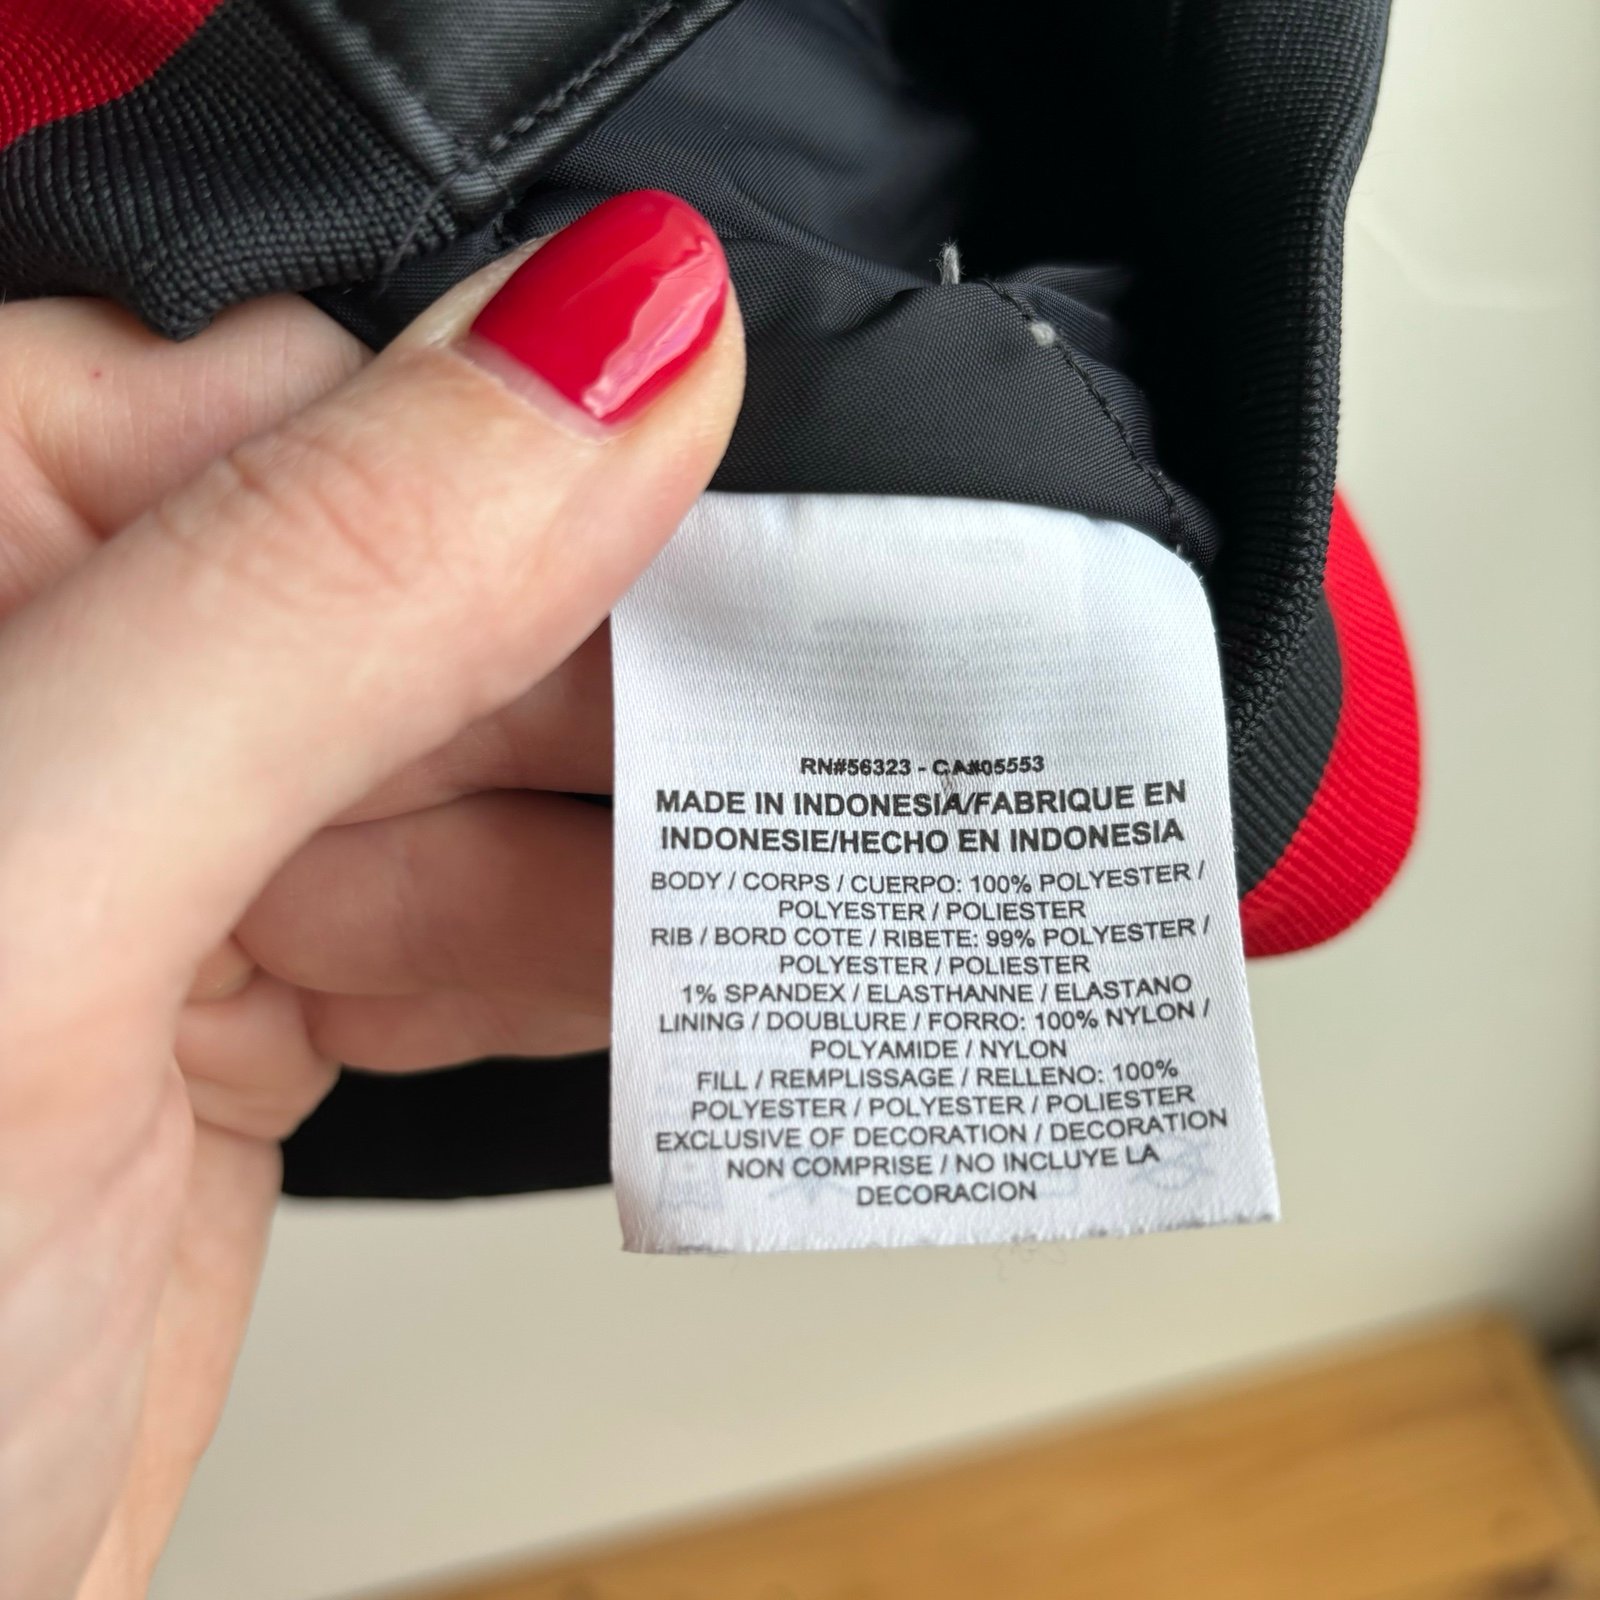 RN#56323 - CA#05553
MADE IN INDONESIA/FABRIQUE EN
INDONESIE/HECHO EN INDONESIA
BODY / CORPS / CUERPO: 100% POLYESTER /
POLYESTER / POLIESTER
RIB / BORD COTE / RIBETE: 99% POLYESTER /
POLYESTER / POLIESTER
1% SPANDEX / ELASTHANNE / ELASTANO
LINING / DOUBLURE / FORRO: 100% NYLON /
POLYAMIDE / NYLON
FILL / REMPLISSAGE / RELLENO: 100%
POLYESTER / POLYESTER / POLIESTER
EXCLUSIVE OF DECORATION / DECORATION
NON COMPRISE / NO INCLUYE LA
DECORACION